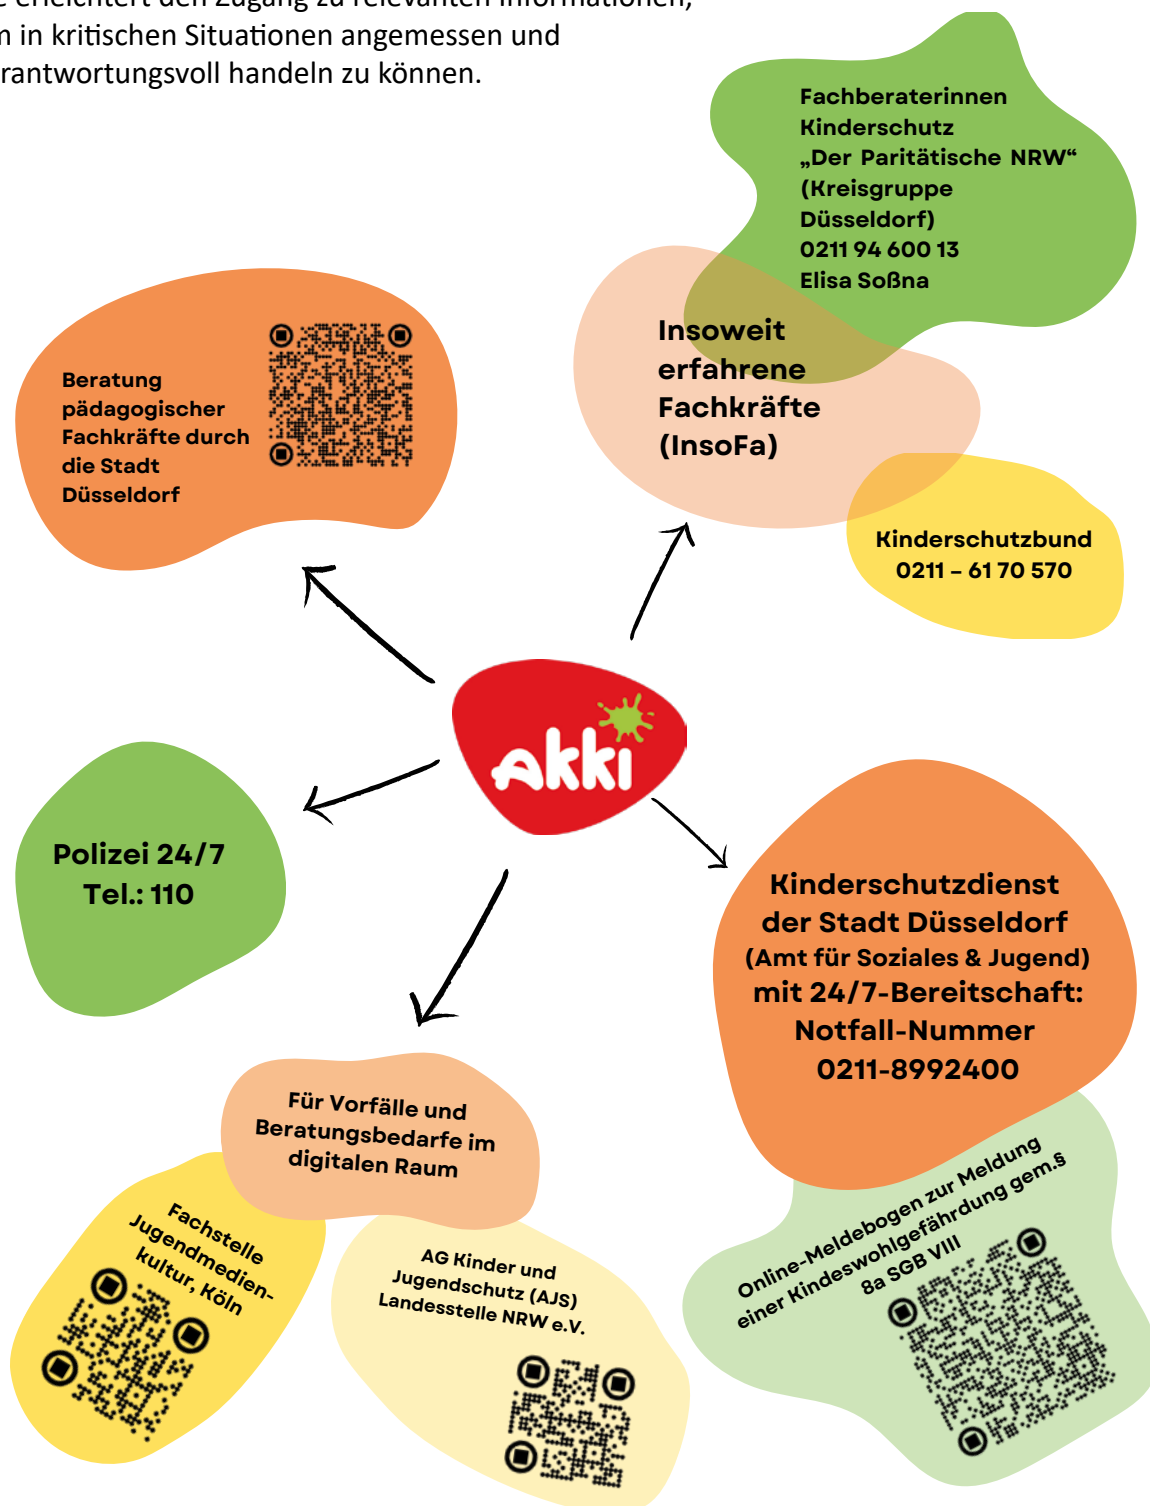 erleichtert den Zugang zu relevanten Informationen,
in kritischen Situationen angemessen und
rantwortungsvoll handeln zu können.
Fachberaterinnen
Kinderschutz
„Der Paritätische NRW“
(Kreisgruppe
Düsseldorf)
0211 94 600 13
Elisa Soßna
Insoweit
erfahrene
Fachkräfte
(InsoFa)
Kinderschutzbund
0211 – 61 70 570
Beratung
pädagogischer
Fachkräfte durch
die Stadt
Düsseldorf
akki
Polizei 24/7
Tel.: 110
Kinderschutzdienst
der Stadt Düsseldorf
(Amt für Soziales & Jugend)
mit 24/7-Bereitschaft:
Notfall-Nummer
0211-8992400
Für Vorfälle und
Beratungsbedarfe im
digitalen Raum
Fachstelle
Jugendmedien-
kultur, Köln
AG Kinder und
Jugendschutz (AJS)
Landesstelle NRW e.V.
Online-Meldebogen zur Meldung
einer Kindeswohlgefährdung gem.§
8a SGB VIII